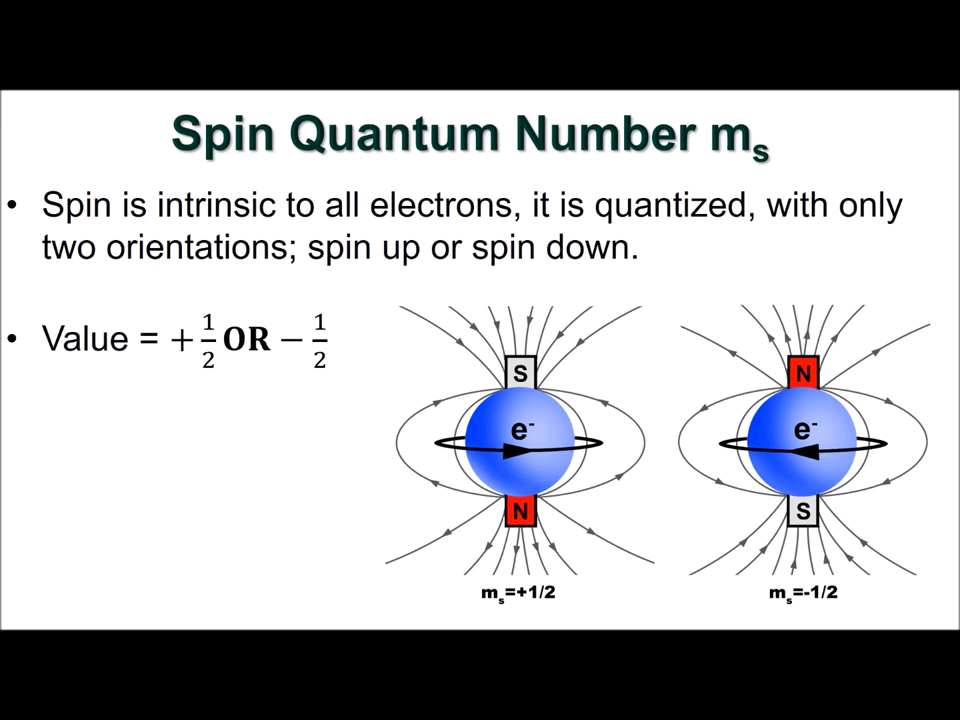 Spin Quantum Number mₛ
• Spin is intrinsic to all electrons, it is quantized, with only
two orientations; spin up or spin down.
• Value = +1/2 OR −1/2
S
N
e⁻
e⁻
N
S
mₛ=+1/2
mₛ=-1/2